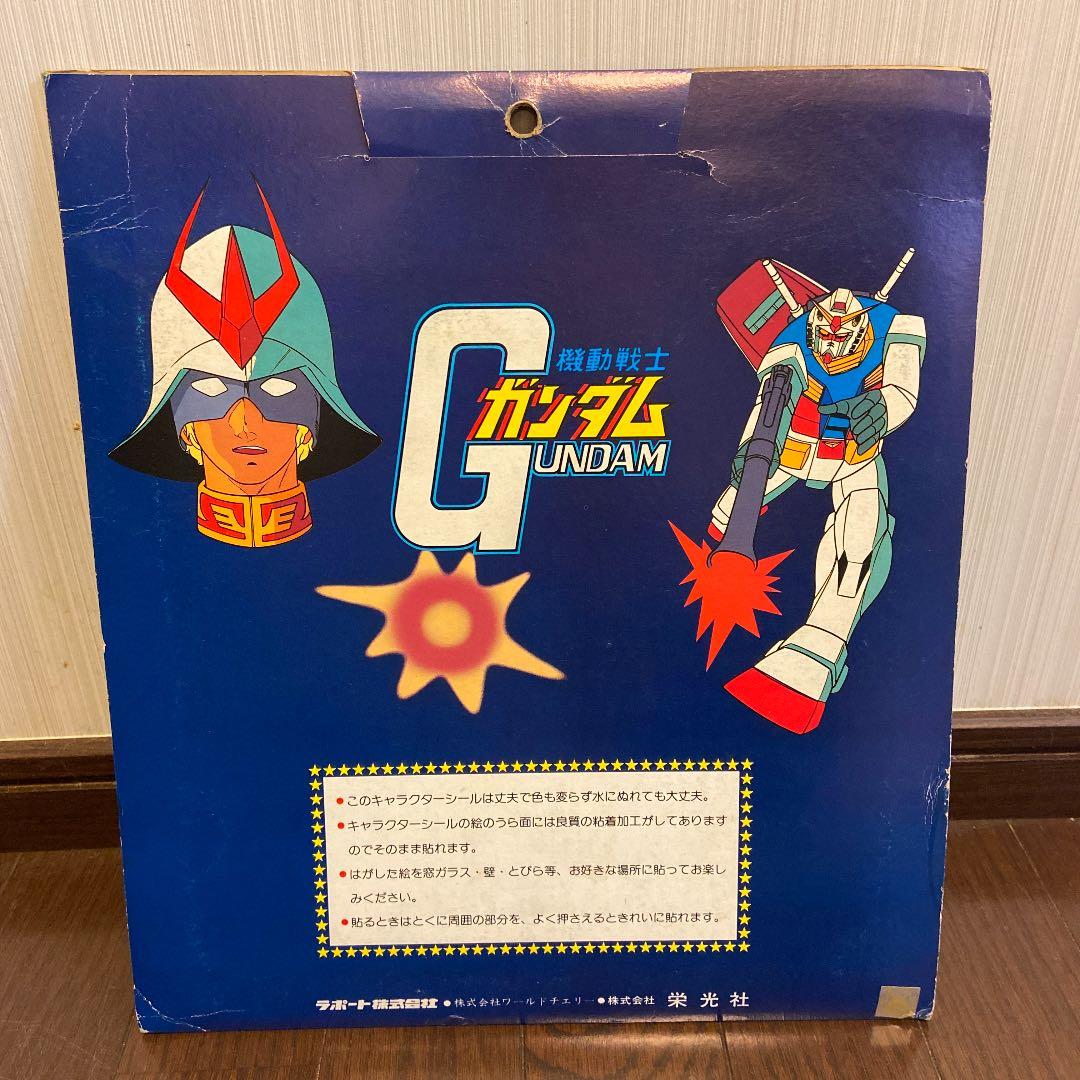 機動戦士
ガンダム
GUNDAM
●このキャラクターシールは丈夫で色も変らず水にぬれても大丈夫。
●キャラクターシールの絵のうら面には良質の粘着加工がしてあります
のでそのまま貼れます。
●はがした絵を窓ガラス・壁・とびら等、お好きな場所に貼ってお楽し
みください。
●貼るときはとくに周囲の部分を、よく押さえるときれいに貼れます。
ラポート株式会社●株式会社ワールドチエリー●株式会社 栄光社